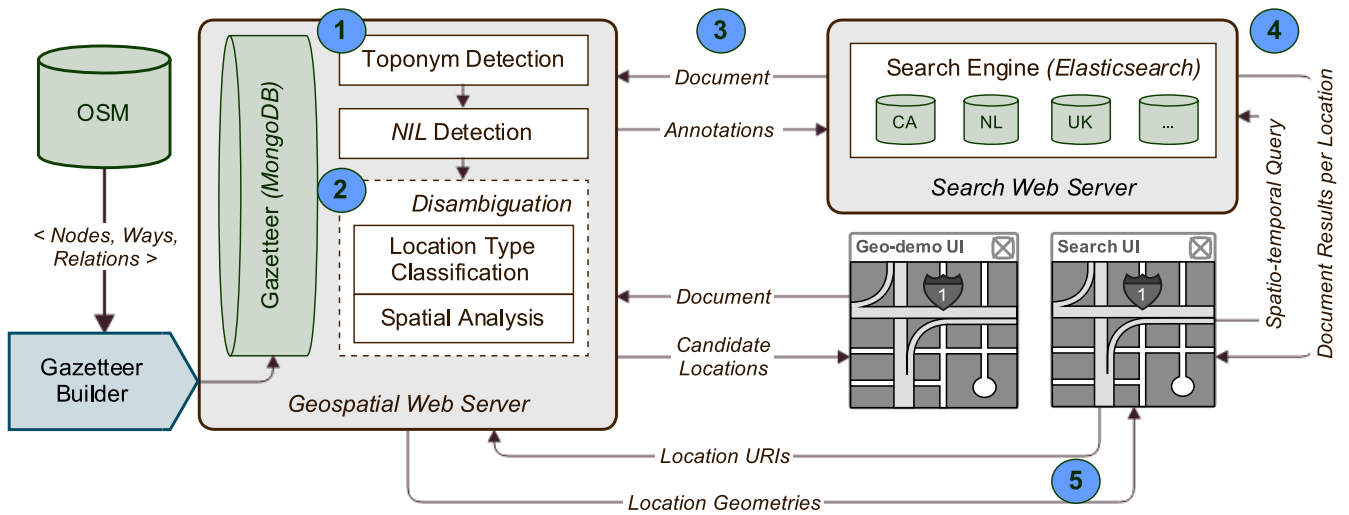 OSM
< Nodes, Ways,
Relations >
Gazetteer
Builder
Gazetteer (MongoDB)
1
Toponym Detection
NIL Detection
2
Disambiguation
Location Type
Classification
Spatial Analysis
Geospatial Web Server
3
Document
Annotations
Document
Candidate
Locations
Search Engine (Elasticsearch)
CA
NL
UK
...
Search Web Server
4
Spatio-temporal Query
Document Results per Location
Geo-demo UI
1
Search UI
1
Location URIs
5
Location Geometries